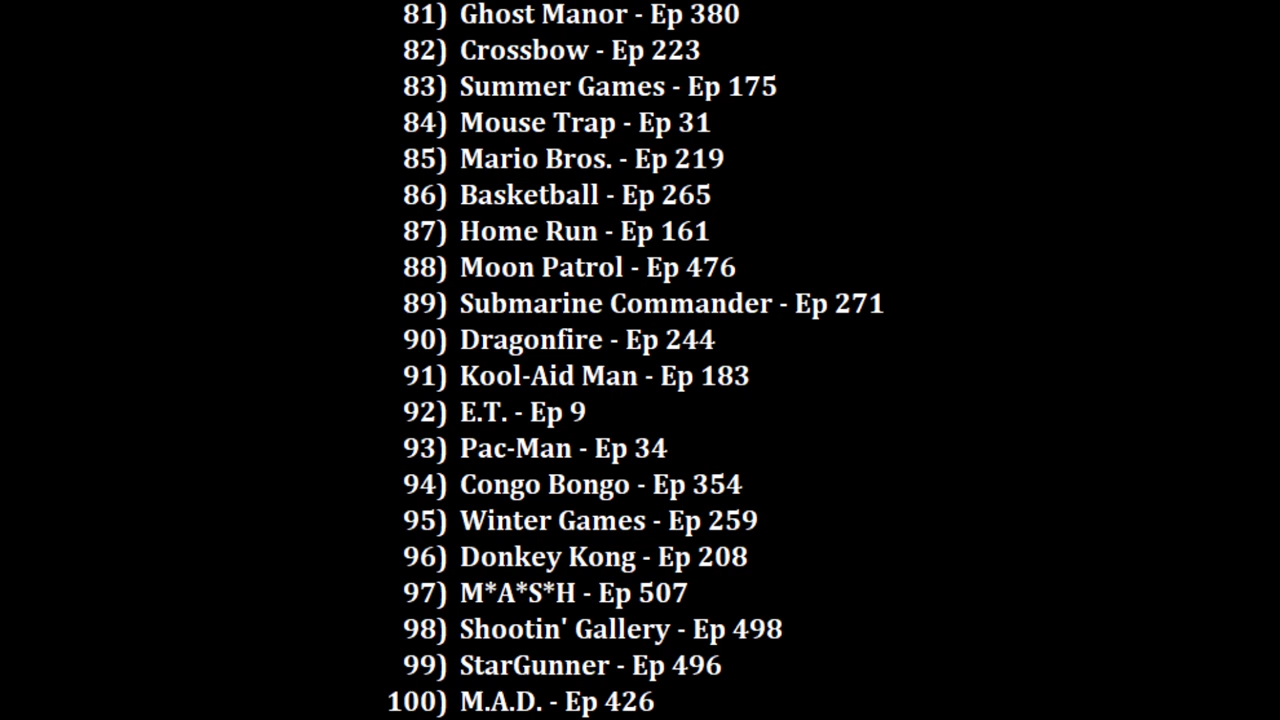 81) Ghost Manor - Ep 380
82) Crossbow - Ep 223
83) Summer Games - Ep 175
84) Mouse Trap - Ep 31
85) Mario Bros. - Ep 219
86) Basketball - Ep 265
87) Home Run - Ep 161
88) Moon Patrol - Ep 476
89) Submarine Commander - Ep 271
90) Dragonfire - Ep 244
91) Kool-Aid Man - Ep 183
92) E.T. - Ep 9
93) Pac-Man - Ep 34
94) Congo Bongo - Ep 354
95) Winter Games - Ep 259
96) Donkey Kong - Ep 208
97) M*A*S*H - Ep 507
98) Shootin' Gallery - Ep 498
99) StarGunner - Ep 496
100) M.A.D. - Ep 426